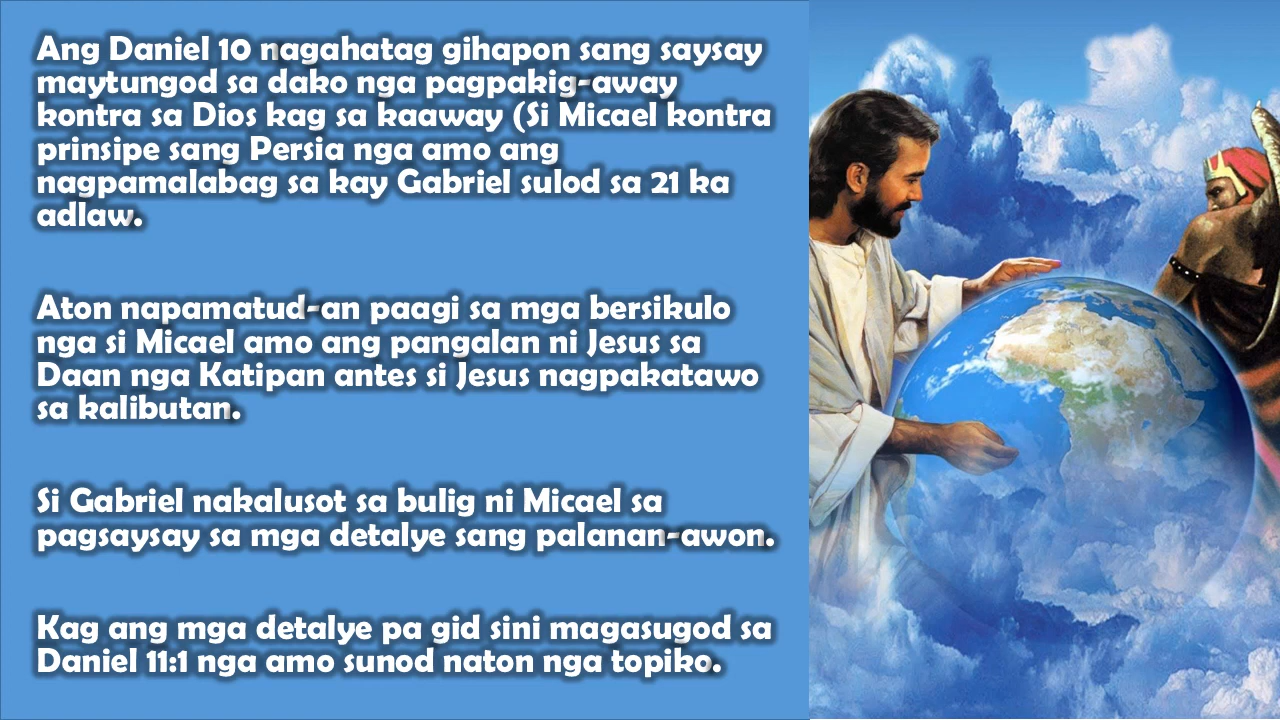 Ang Daniel 10 nagahatag gihapon sang saysay
maytungod sa dako nga pagpakig-away
kontra sa Dios kag sa kaaway (Si Micael kontra
prinsipe sang Persia nga amo ang
nagpamalabag sa kay Gabriel sulod sa 21 ka
adlaw.
Aton napamatud-an paagi sa mga bersikulo
nga si Micael amo ang pangalan ni Jesus sa
Daan nga Katipan antes si Jesus nagpakatawo
sa kalibutan.
Si Gabriel nakalusot sa bulig ni Micael sa
pagsaysay sa mga detalye sang palanan-awon.
Kag ang mga detalye pa gid sini magasugod sa
Daniel 11:1 nga amo sunod naton nga topiko.